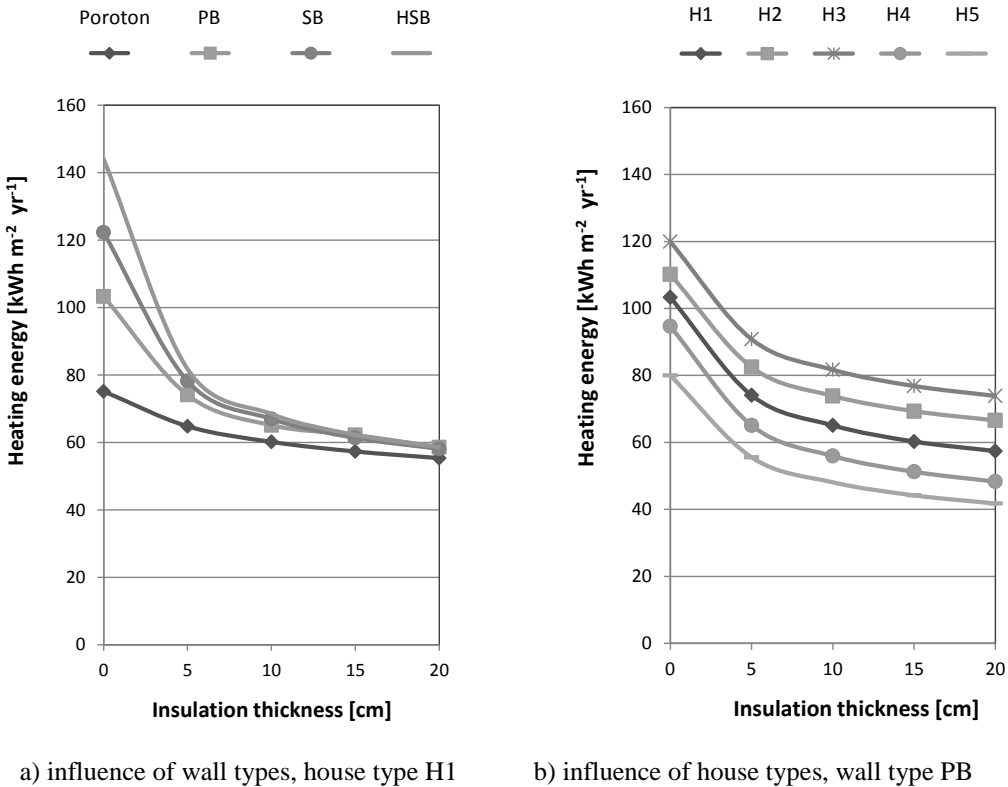 Poroton PB SB HSB
Heating energy [kWh m⁻² yr⁻¹]
160
140
120
100
80
60
40
20
0
0 5 10 15 20
Insulation thickness [cm]
a) influence of wall types, house type H1
H1 H2 H3 H4 H5
Heating energy [kWh m⁻² yr⁻¹]
160
140
120
100
80
60
40
20
0
0 5 10 15 20
Insulation thickness [cm]
b) influence of house types, wall type PB